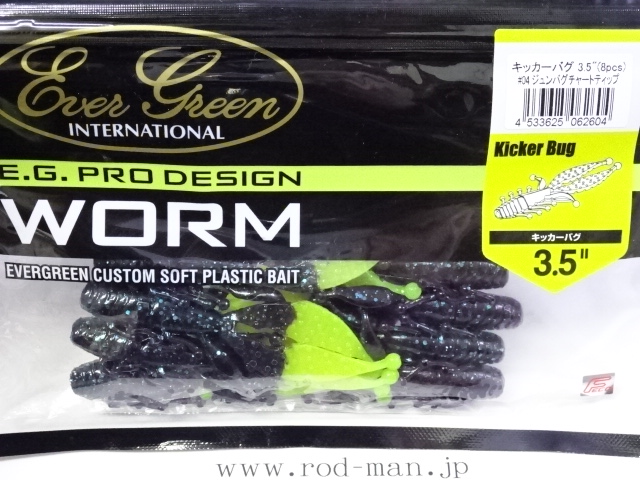 Ever Green
INTERNATIONAL
E.G. PRO DESIGN
WORM
EVERGREEN CUSTOM SOFT PLASTIC BAIT
キッカーバグ 3.5"(8pcs)
#04 ジュンバグチャートティップ
4 533625 062604
Kicker Bug
キッカーバグ
3.5"
www.rod-man.jp